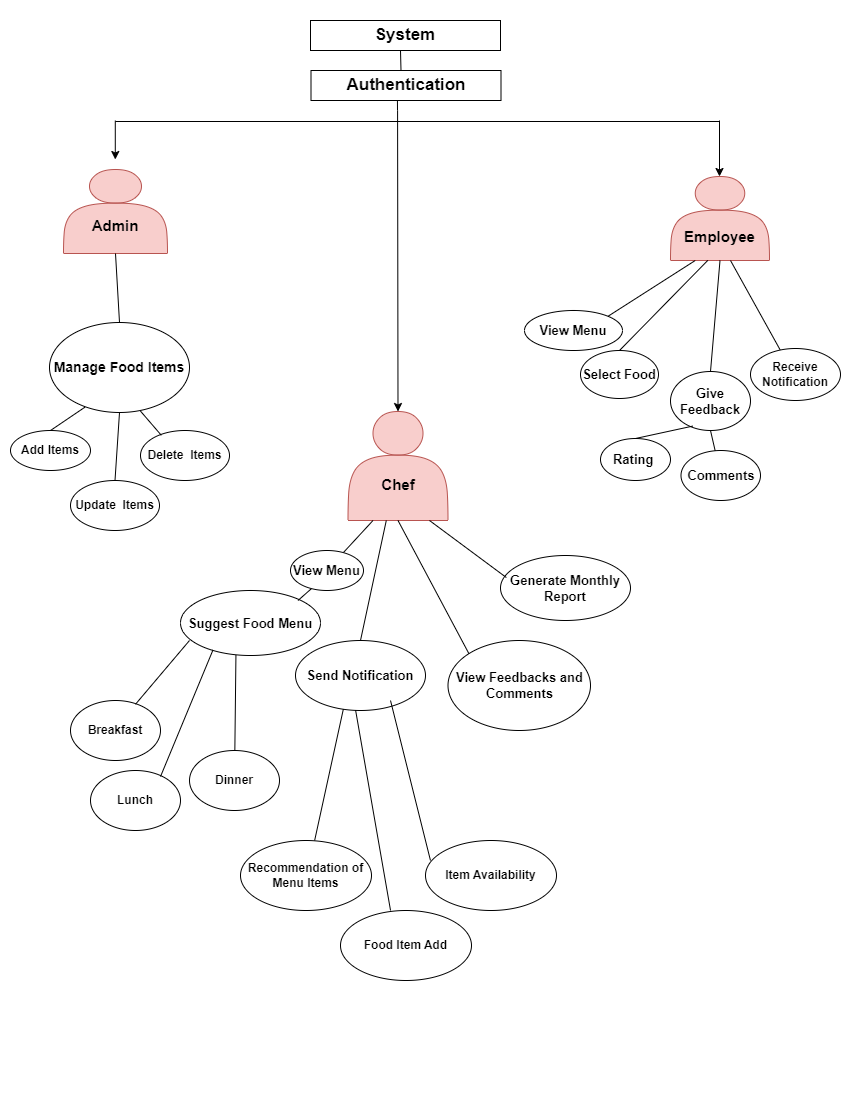 System
Authentication
Admin
Employee
View Menu
Manage Food Items
Select Food
Receive
Notification
Give
Feedback
Add Items
Delete  Items
Update  Items
Rating
Comments
Chef
View Menu
Generate Monthly
Report
Suggest Food Menu
Send Notification
View Feedbacks and
Comments
Breakfast
Lunch
Dinner
Recommendation of
Menu Items
Item Availability
Food Item Add